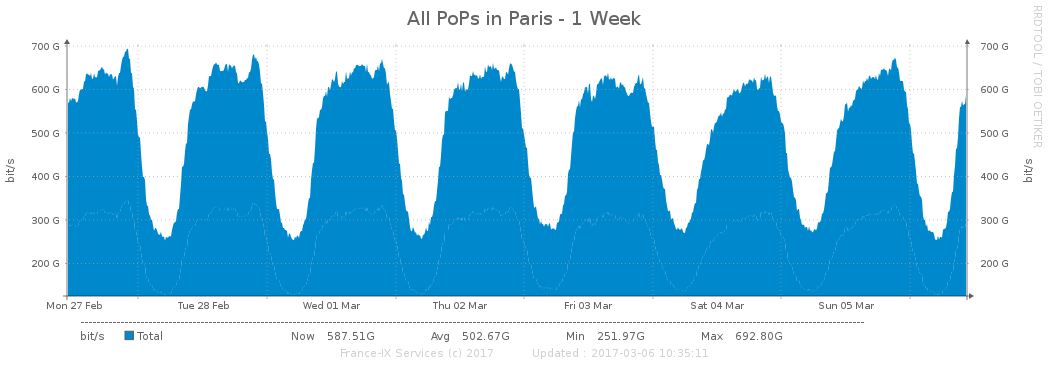 All PoPs in Paris - 1 Week
RRDTOOL / TOBI OETIKER
bit/s
700 G 700 G
600 G 600 G
500 G 500 G
400 G 400 G
300 G 300 G
200 G 200 G
bit/s
Mon 27 Feb Tue 28 Feb Wed 01 Mar Thu 02 Mar Fri 03 Mar Sat 04 Mar Sun 05 Mar
bit/s Total Now 587.51G Avg 502.67G Min 251.97G Max 692.80G
France-IX Services (c) 2017 Updated : 2017-03-06 10:35:11